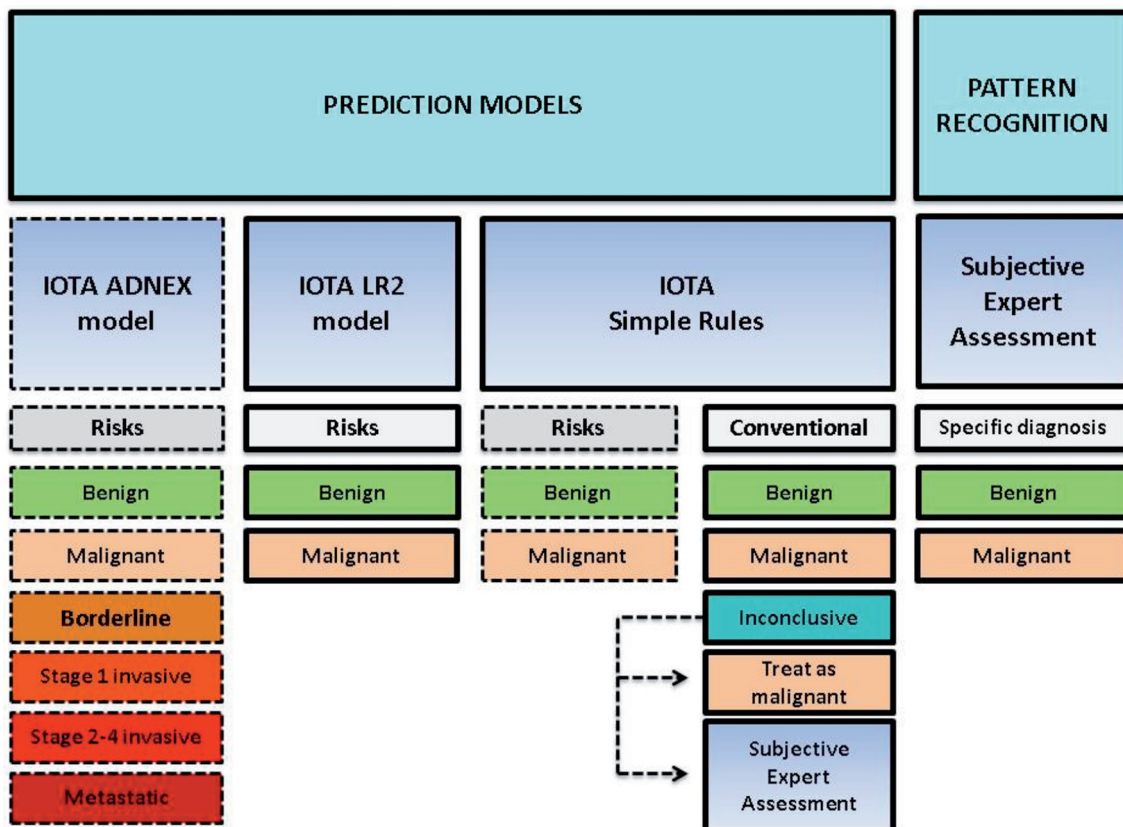 PREDICTION MODELS
PATTERN
RECOGNITION
IOTA ADNEX
model
IOTA LR2
model
IOTA
Simple Rules
Subjective
Expert
Assessment
Risks
Risks
Risks
Conventional
Specific diagnosis
Benign
Benign
Benign
Benign
Benign
Malignant
Malignant
Malignant
Malignant
Malignant
Borderline
Inconclusive
Stage 1 invasive
Treat as
malignant
Stage 2-4 invasive
Subjective
Expert
Assessment
Metastatic